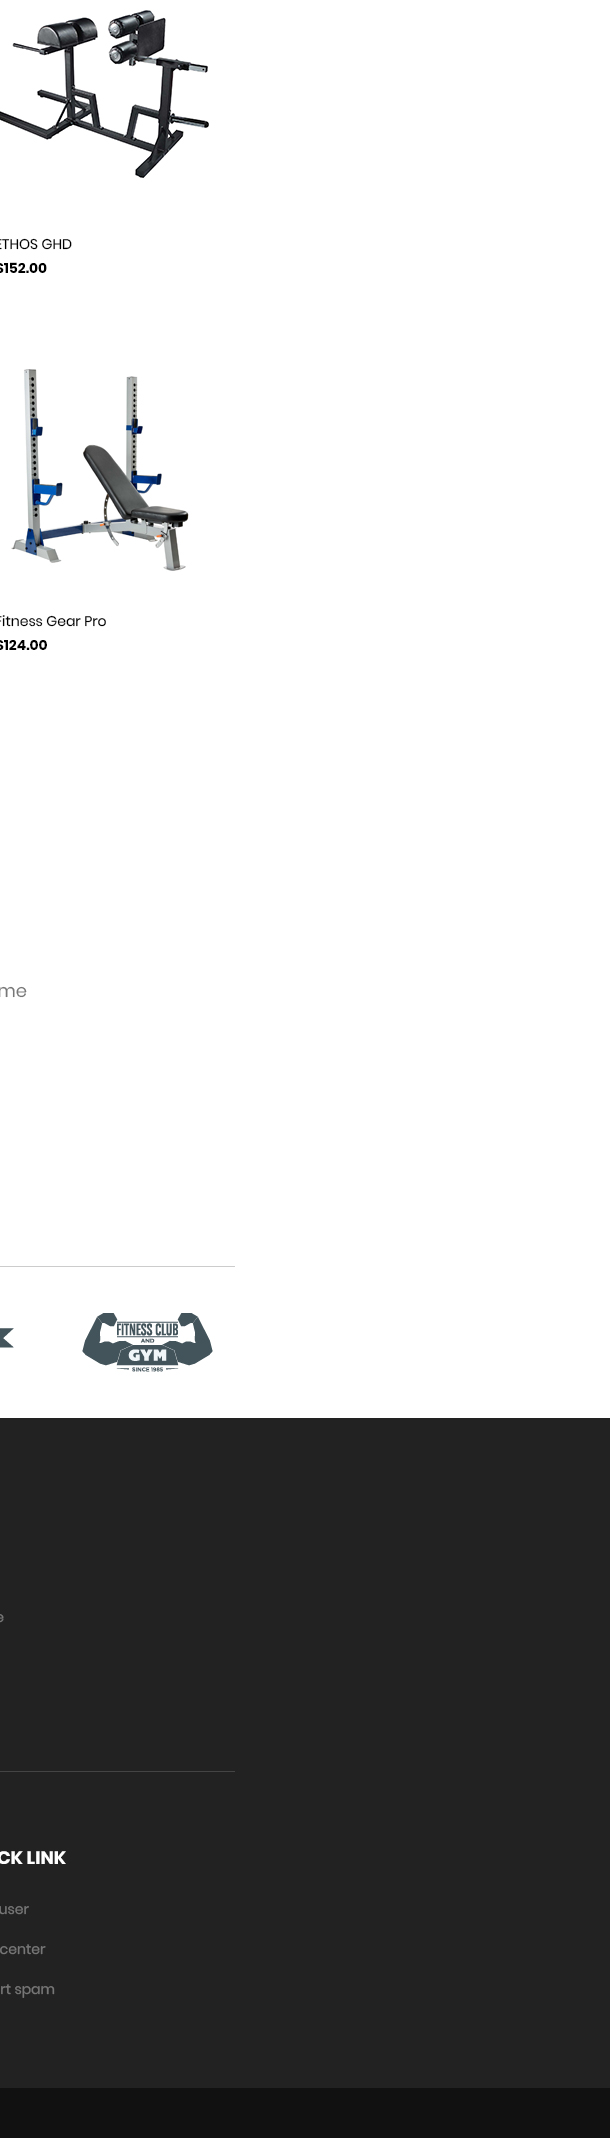 ETHOS GHD
$152.00
Fitness Gear Pro
$124.00
me
FITNESS CLUB
AND
GYM
SINCE 1985
e
CK LINK
user
center
rt spam